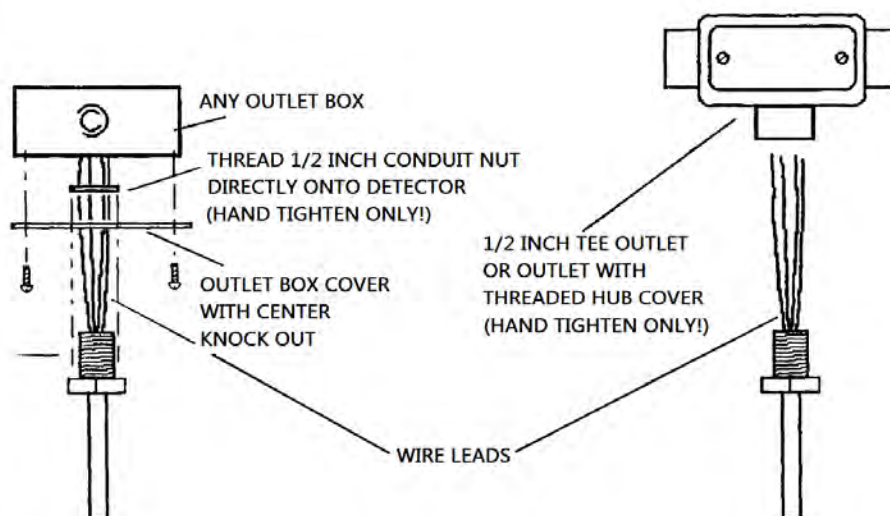 ANY OUTLET BOX
THREAD 1/2 INCH CONDUIT NUT
DIRECTLY ONTO DETECTOR
(HAND TIGHTEN ONLY!)
OUTLET BOX COVER
WITH CENTER
KNOCK OUT
1/2 INCH TEE OUTLET
OR OUTLET WITH
THREADED HUB COVER
(HAND TIGHTEN ONLY!)
WIRE LEADS